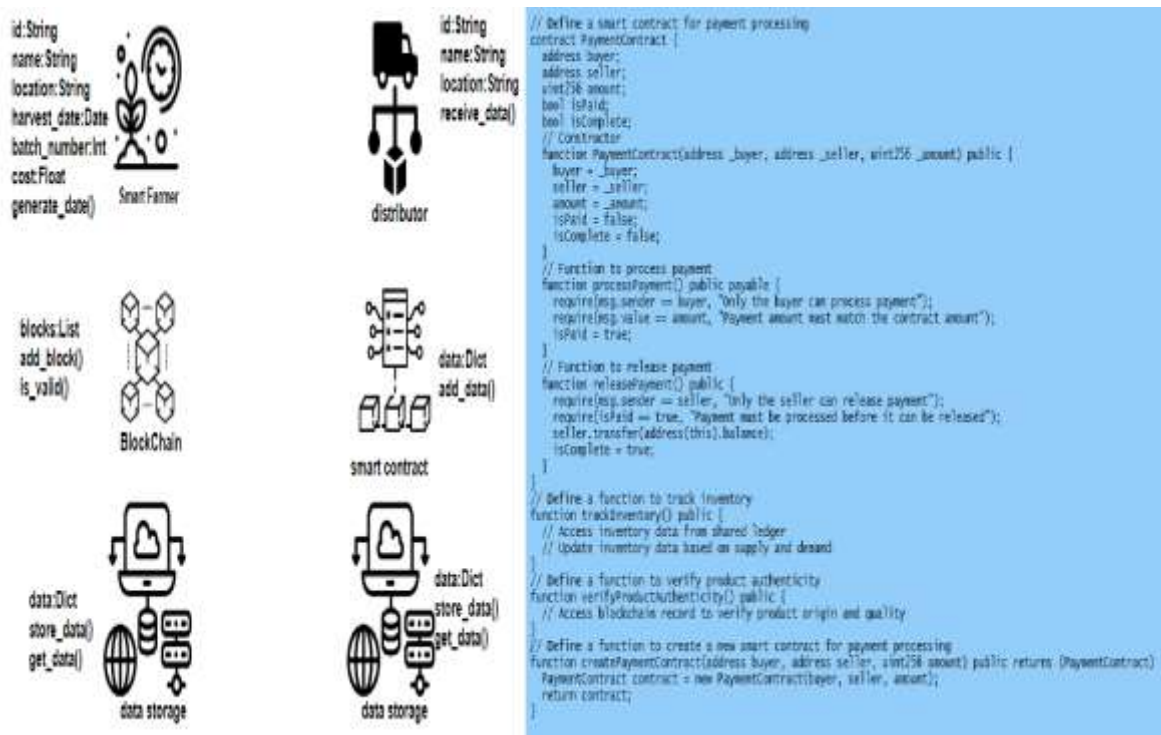 id:String
name:String
location:String
harvest_date:Date
batch_number:Int
cost:Float
generate_date()
Smart Farmer
id:String
name:String
location:String
receive_data()
distributor
blocks:List
add_block()
is_valid()
BlockChain
data:Dict
add_data()
smart contract
data:Dict
store_data()
get_data()
data storage
data:Dict
store_data()
get_data()
data storage
// Define a smart contract for payment processing
contract PaymentContract {
address buyer;
address seller;
uint256 amount;
bool isPaid;
bool isComplete;
// Constructor
function PaymentContract(address _buyer, address _seller, uint256 _amount) public {
buyer = _buyer;
seller = _seller;
amount = _amount;
isPaid = false;
isComplete = false;
}
// Function to process payment
function processPayment() public payable {
require(msg.sender == buyer, "Only the buyer can process payment");
require(msg.value == amount, "Payment amount must match the contract amount");
isPaid = true;
}
// Function to release payment
function releasePayment() public {
require(msg.sender == seller, "Only the seller can release payment");
require(isPaid == true, "Payment must be processed before it can be released");
seller.transfer(address(this).balance);
isComplete = true;
}
}
// Define a function to track inventory
function trackInventory() public {
// Access inventory data from shared ledger
// Update inventory data based on supply and demand
}
// Define a function to verify product authenticity
function verifyProductAuthenticity() public {
// Access blockchain record to verify product origin and quality
}
// Define a function to create a new smart contract for payment processing
function createPaymentContract(address buyer, address seller, uint256 amount) public returns (PaymentContract)
PaymentContract contract = new PaymentContract(buyer, seller, amount);
return contract;
}